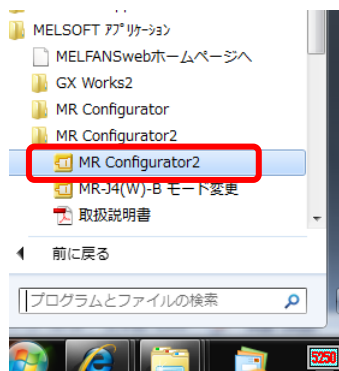 MELSOFT ｱﾌﾟﾘｹｰｼｮﾝ
MELFANSwebホームページへ
GX Works2
MR Configurator
MR Configurator2
MR Configurator2
MR-J4(W)-B モード変更
取扱説明書
前に戻る
プログラムとファイルの検索
5250